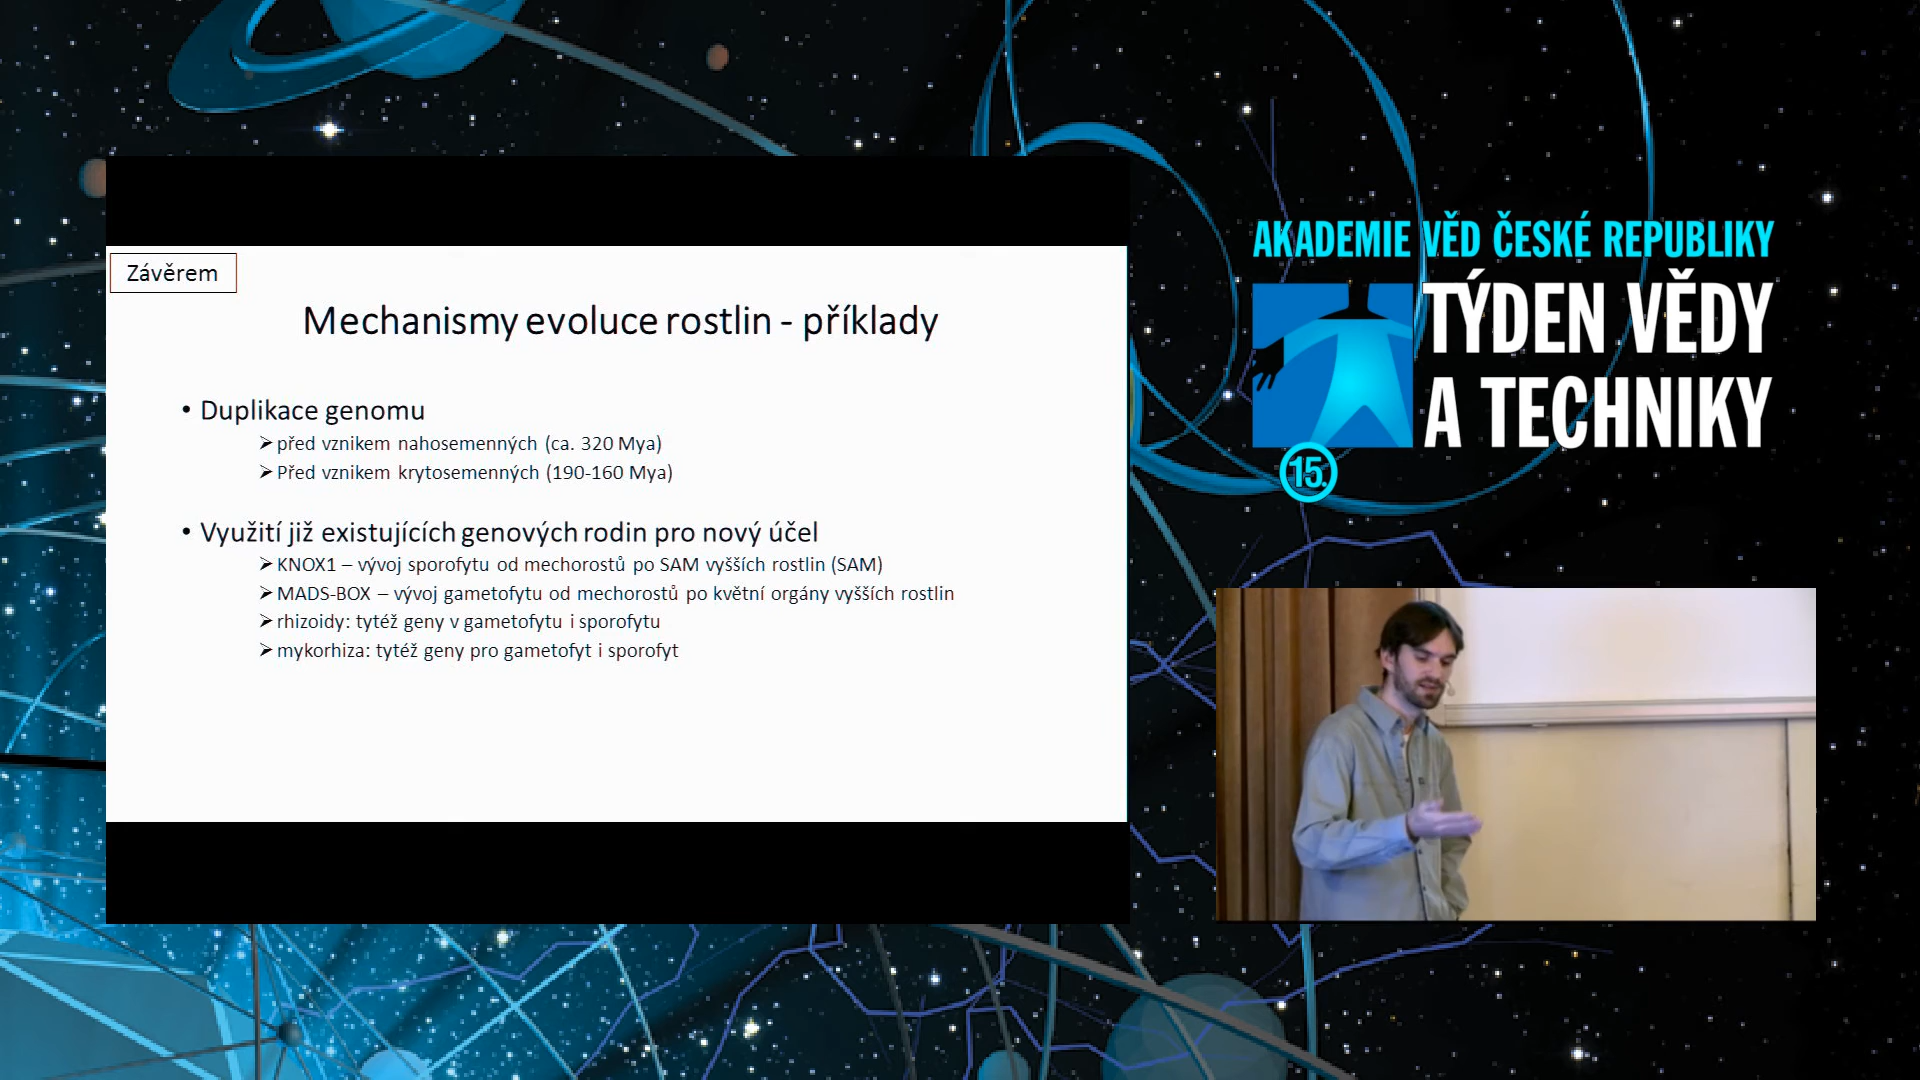 Závěrem
Mechanismy evoluce rostlin - příklady
• Duplikace genomu
➢ před vznikem nahosemenných (ca. 320 Mya)
➢ Před vznikem krytosemenných (190-160 Mya)
• Využití již existujících genových rodin pro nový účel
➢ KNOX1 – vývoj sporofytu od mechorostů po SAM vyšších rostlin (SAM)
➢ MADS-BOX – vývoj gametofytu od mechorostů po květní orgány vyšších rostlin
➢ rhizoidy: tytéž geny v gametofytu i sporofytu
➢ mykorhiza: tytéž geny pro gametofyt i sporofyt
AKADEMIE VĚD ČESKÉ REPUBLIKY
TÝDEN VĚDY
A TECHNIKY
15.